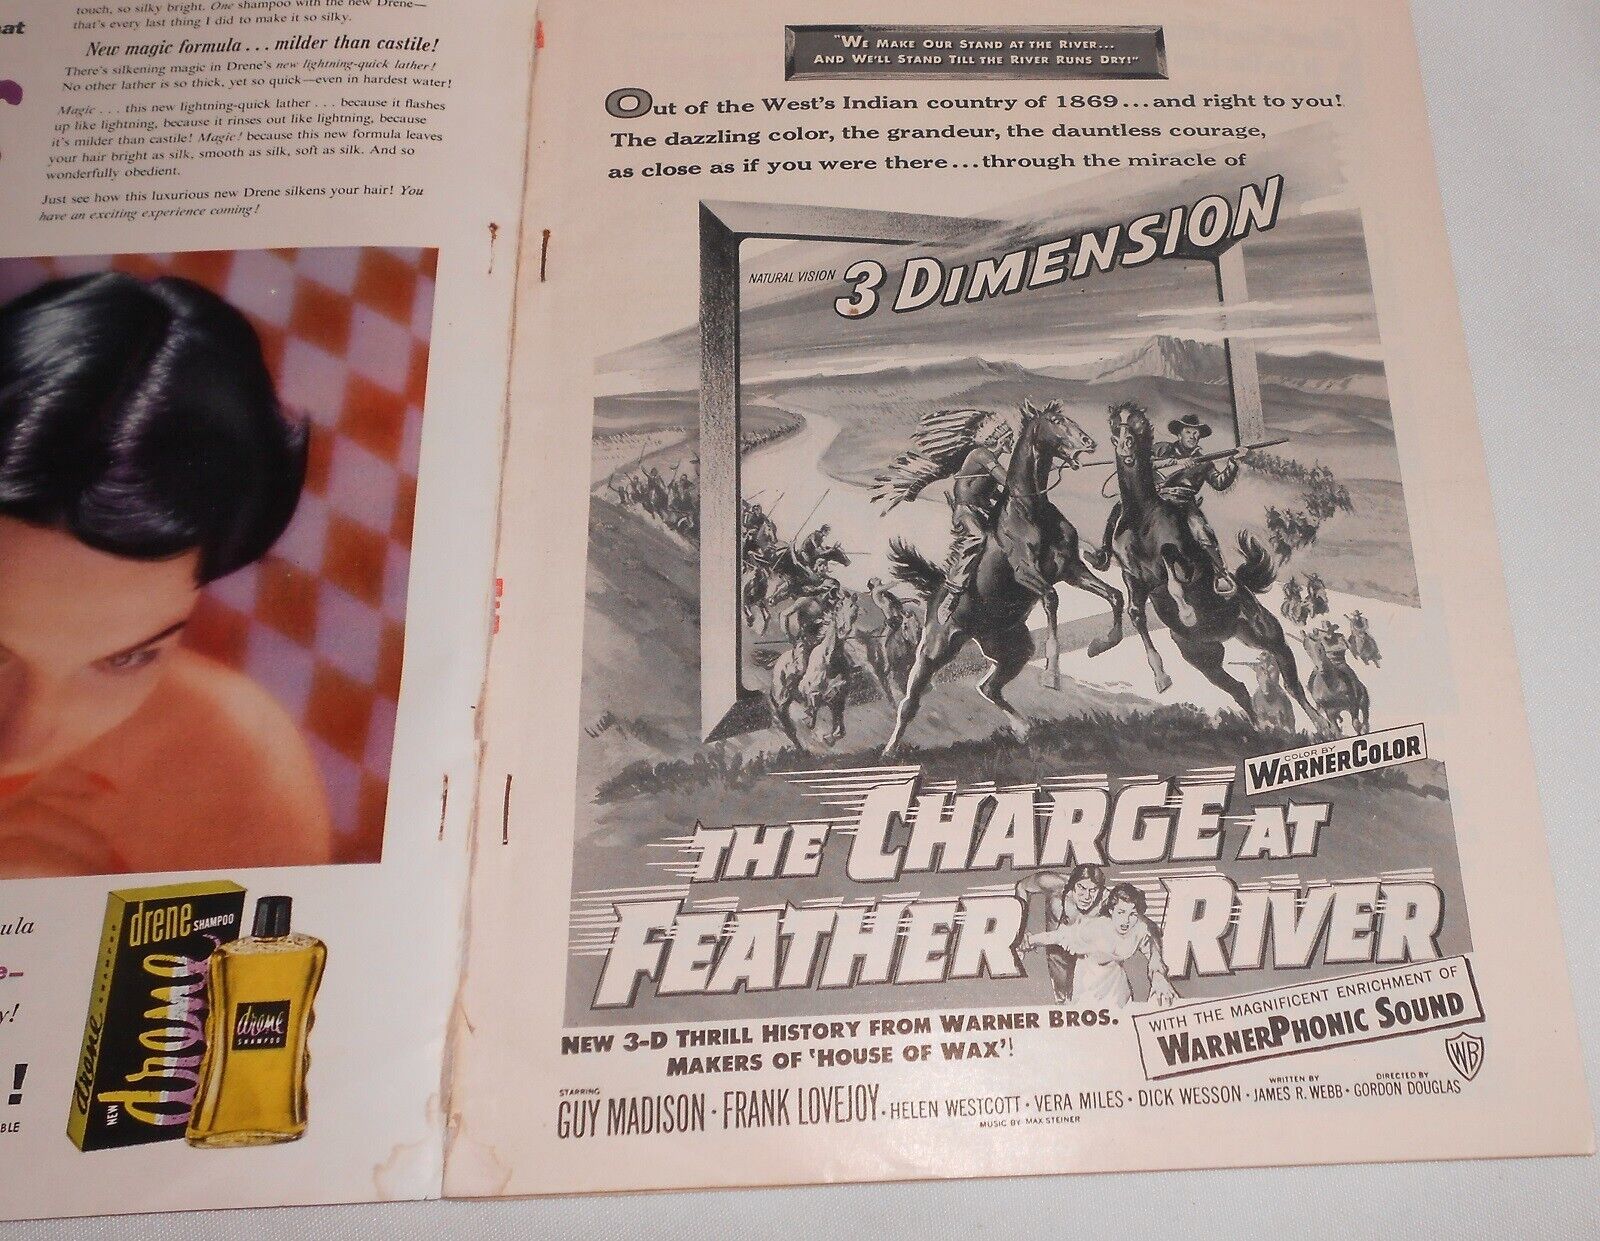 touch, so silky bright. One shampoo with the new Drene—
that's every last thing I did to make it so silky.
New magic formula . . . milder than castile!
There's silkening magic in Drene's new lightning-quick lather!
No other lather is so thick, yet so quick—even in hardest water!
Magic . . . this new lightning-quick lather . . . because it flashes
up like lightning, because it rinses out like lightning, because
it's milder than castile! Magic! because this new formula leaves
your hair bright as silk, smooth as silk, soft as silk. And so
wonderfully obedient.
Just see how this luxurious new Drene silkens your hair! You
have an exciting experience coming!
drene
SHAMPOO
drene
NEW
drene
drene
SHAMPOO
!
"WE MAKE OUR STAND AT THE RIVER...
AND WE'LL STAND TILL THE RIVER RUNS DRY!"
Out of the West's Indian country of 1869...and right to you!
The dazzling color, the grandeur, the dauntless courage,
as close as if you were there...through the miracle of
NATURAL VISION 3 DIMENSION
COLOR BY
WARNERCOLOR
THE CHARGE AT
FEATHER RIVER
NEW 3-D THRILL HISTORY FROM WARNER BROS.
MAKERS OF 'HOUSE OF WAX'!
WITH THE MAGNIFICENT ENRICHMENT OF
WARNERPHONIC SOUND
WB
STARRING
GUY MADISON · FRANK LOVEJOY · HELEN WESTCOTT · VERA MILES · DICK WESSON ·
WRITTEN BY
JAMES R. WEBB ·
DIRECTED BY
GORDON DOUGLAS
MUSIC BY MAX STEINER